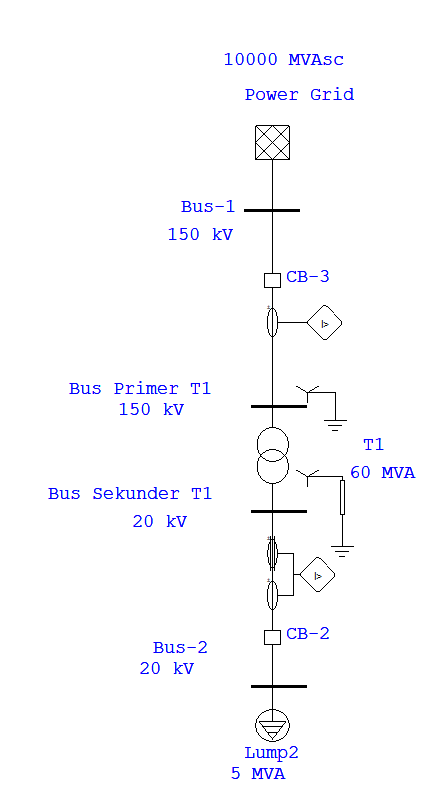 10000 MVAsc
Power Grid
Bus-1
150 kV
CB-3
I>
Bus Primer T1
150 kV
T1
60 MVA
Bus Sekunder T1
20 kV
I>
CB-2
Bus-2
20 kV
Lump2
5 MVA